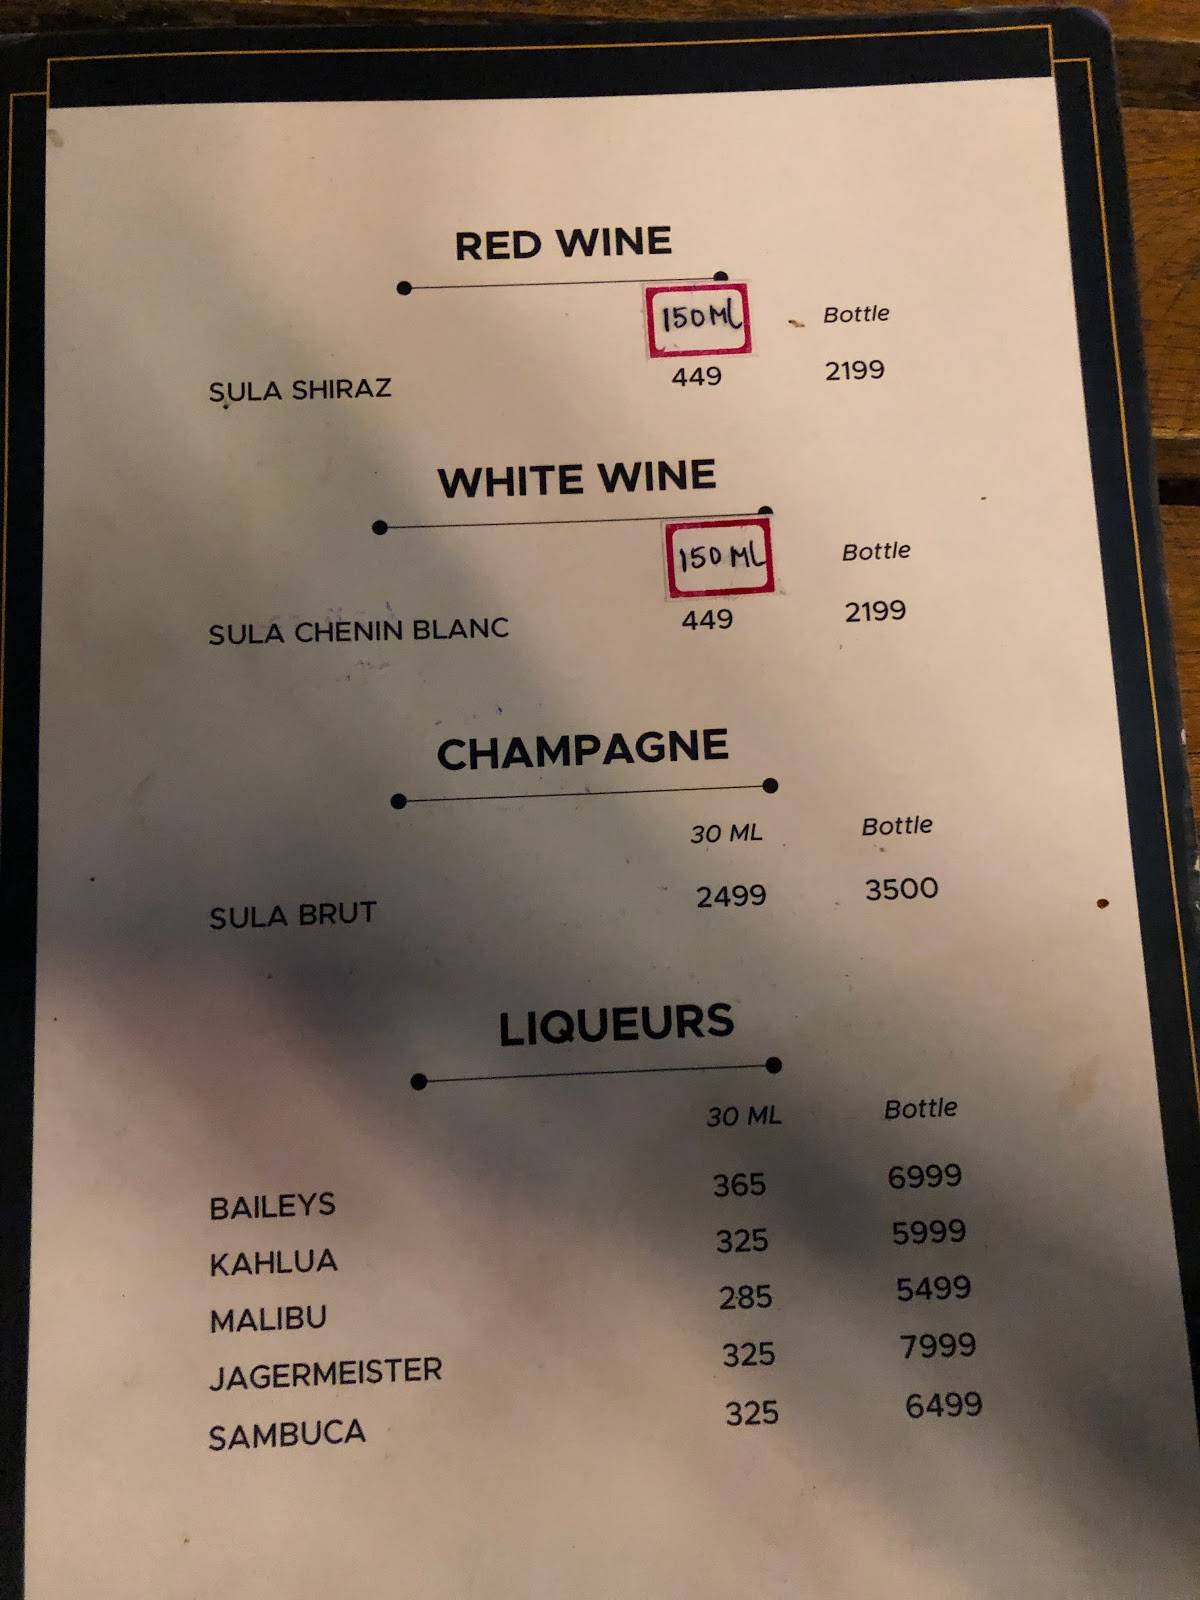 RED WINE
150ML Bottle
SULA SHIRAZ 449 2199
WHITE WINE
150 ML Bottle
SULA CHENIN BLANC 449 2199
CHAMPAGNE
30 ML Bottle
SULA BRUT 2499 3500
LIQUEURS
30 ML Bottle
BAILEYS 365 6999
KAHLUA 325 5999
MALIBU 285 5499
JAGERMEISTER 325 7999
SAMBUCA 325 6499